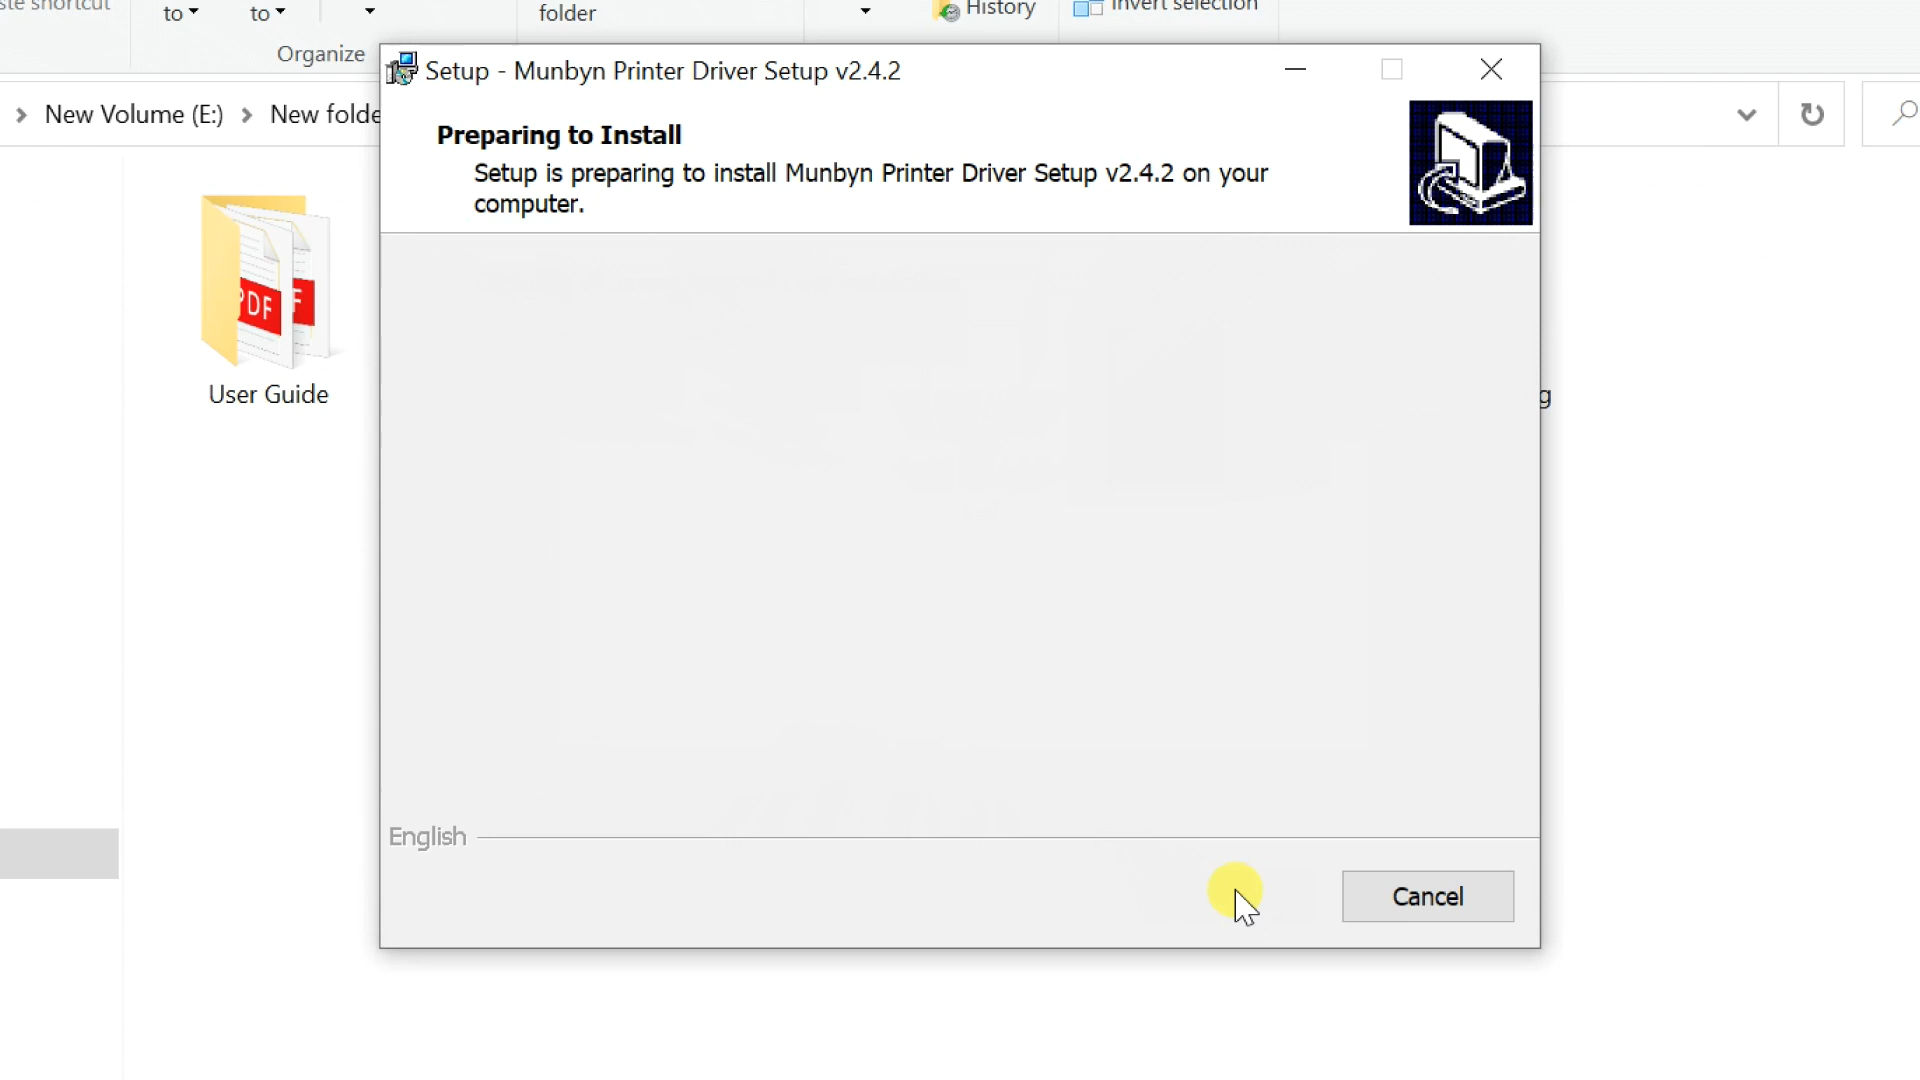 to
to
folder
History
Organize
Setup - Munbyn Printer Driver Setup v2.4.2
New Volume (E:)
New folde
Preparing to Install
Setup is preparing to install Munbyn Printer Driver Setup v2.4.2 on your
computer.
PDF
F
User Guide
g
English
Cancel